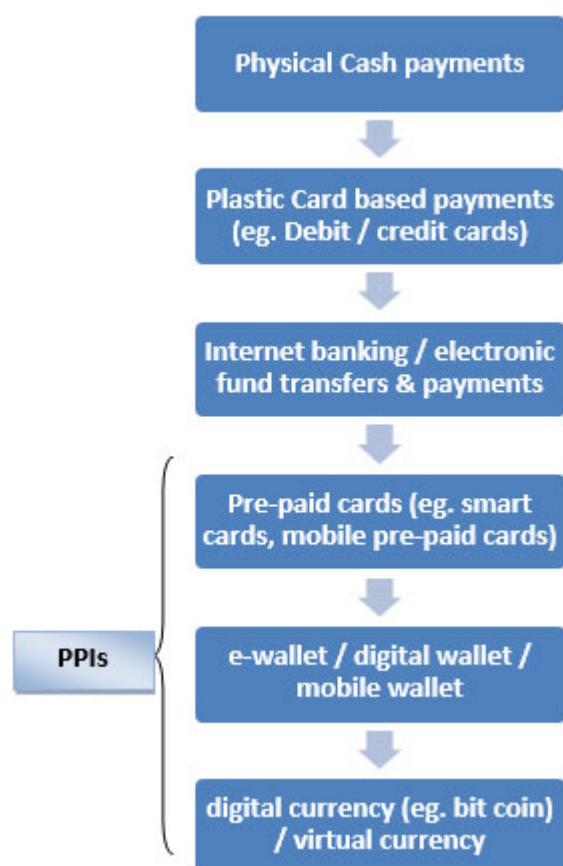 Physical Cash payments
Plastic Card based payments
(eg. Debit / credit cards)
Internet banking / electronic
fund transfers & payments
Pre-paid cards (eg. smart
cards, mobile pre-paid cards)
PPIs
e-wallet / digital wallet /
mobile wallet
digital currency (eg. bit coin)
/ virtual currency